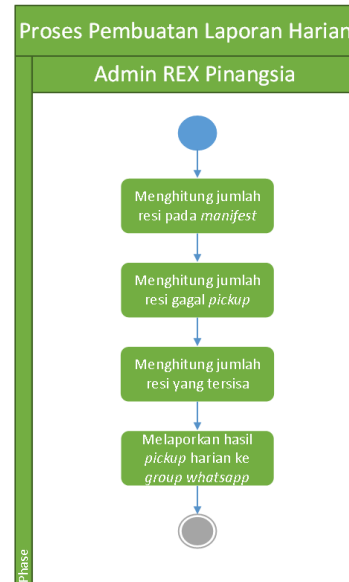 Proses Pembuatan Laporan Harian
Admin REX Pinangsia
Menghitung jumlah
resi pada manifest
Menghitung jumlah
resi gagal pickup
Menghitung jumlah
resi yang tersisa
Melaporkan hasil
pickup harian ke
group whatsapp
Phase